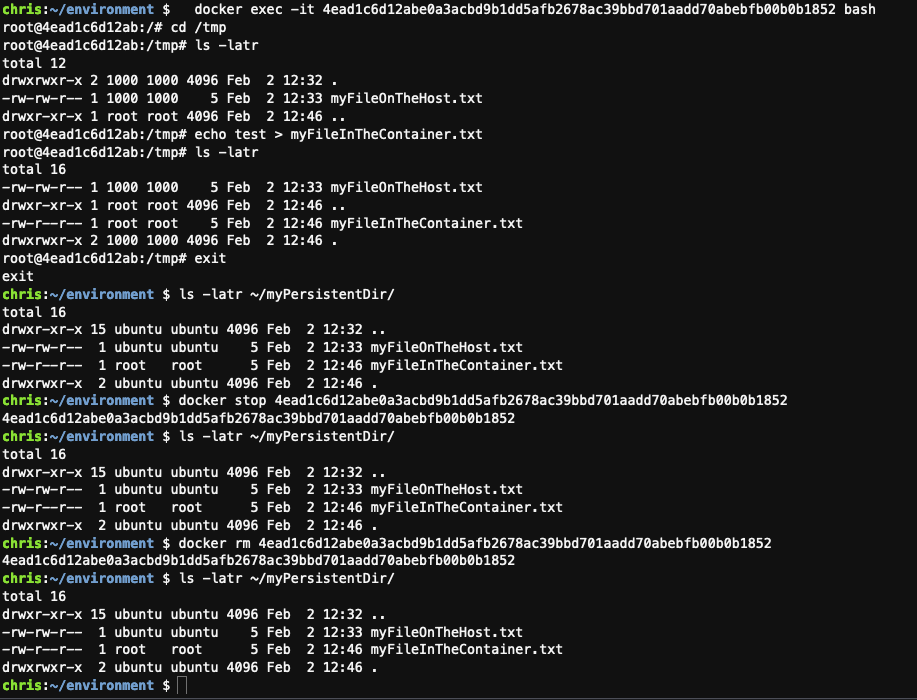 chris:~/environment $   docker exec -it 4ead1c6d12abe0a3acbd9b1dd5afb2678ac39bbd701aadd70abebfb00b0b1852 bash
root@4ead1c6d12ab:/# cd /tmp
root@4ead1c6d12ab:/tmp# ls -latr
total 12
drwxrwxr-x 2 1000 1000 4096 Feb  2 12:32 .
-rw-rw-r-- 1 1000 1000    5 Feb  2 12:33 myFileOnTheHost.txt
drwxrwxr-x 1 root root 4096 Feb  2 12:46 ..
root@4ead1c6d12ab:/tmp# echo test > myFileInTheContainer.txt
root@4ead1c6d12ab:/tmp# ls -latr
total 16
-rw-rw-r-- 1 1000 1000    5 Feb  2 12:33 myFileOnTheHost.txt
drwxrwxr-x 1 root root 4096 Feb  2 12:46 ..
-rw-r--r-- 1 root root    5 Feb  2 12:46 myFileInTheContainer.txt
drwxrwxr-x 2 1000 1000 4096 Feb  2 12:46 .
root@4ead1c6d12ab:/tmp# exit
exit
chris:~/environment $ ls -latr ~/myPersistentDir/
total 16
drwxr-xr-x 15 ubuntu ubuntu 4096 Feb  2 12:32 ..
-rw-rw-r--  1 ubuntu ubuntu    5 Feb  2 12:33 myFileOnTheHost.txt
-rw-r--r--  1 root   root      5 Feb  2 12:46 myFileInTheContainer.txt
drwxrwxr-x  2 ubuntu ubuntu 4096 Feb  2 12:46 .
chris:~/environment $ docker stop 4ead1c6d12abe0a3acbd9b1dd5afb2678ac39bbd701aadd70abebfb00b0b1852
4ead1c6d12abe0a3acbd9b1dd5afb2678ac39bbd701aadd70abebfb00b0b1852
chris:~/environment $ ls -latr ~/myPersistentDir/
total 16
drwxr-xr-x 15 ubuntu ubuntu 4096 Feb  2 12:32 ..
-rw-rw-r--  1 ubuntu ubuntu    5 Feb  2 12:33 myFileOnTheHost.txt
-rw-r--r--  1 root   root      5 Feb  2 12:46 myFileInTheContainer.txt
drwxrwxr-x  2 ubuntu ubuntu 4096 Feb  2 12:46 .
chris:~/environment $ docker rm 4ead1c6d12abe0a3acbd9b1dd5afb2678ac39bbd701aadd70abebfb00b0b1852
4ead1c6d12abe0a3acbd9b1dd5afb2678ac39bbd701aadd70abebfb00b0b1852
chris:~/environment $ ls -latr ~/myPersistentDir/
total 16
drwxr-xr-x 15 ubuntu ubuntu 4096 Feb  2 12:32 ..
-rw-rw-r--  1 ubuntu ubuntu    5 Feb  2 12:33 myFileOnTheHost.txt
-rw-r--r--  1 root   root      5 Feb  2 12:46 myFileInTheContainer.txt
drwxrwxr-x  2 ubuntu ubuntu 4096 Feb  2 12:46 .
chris:~/environment $